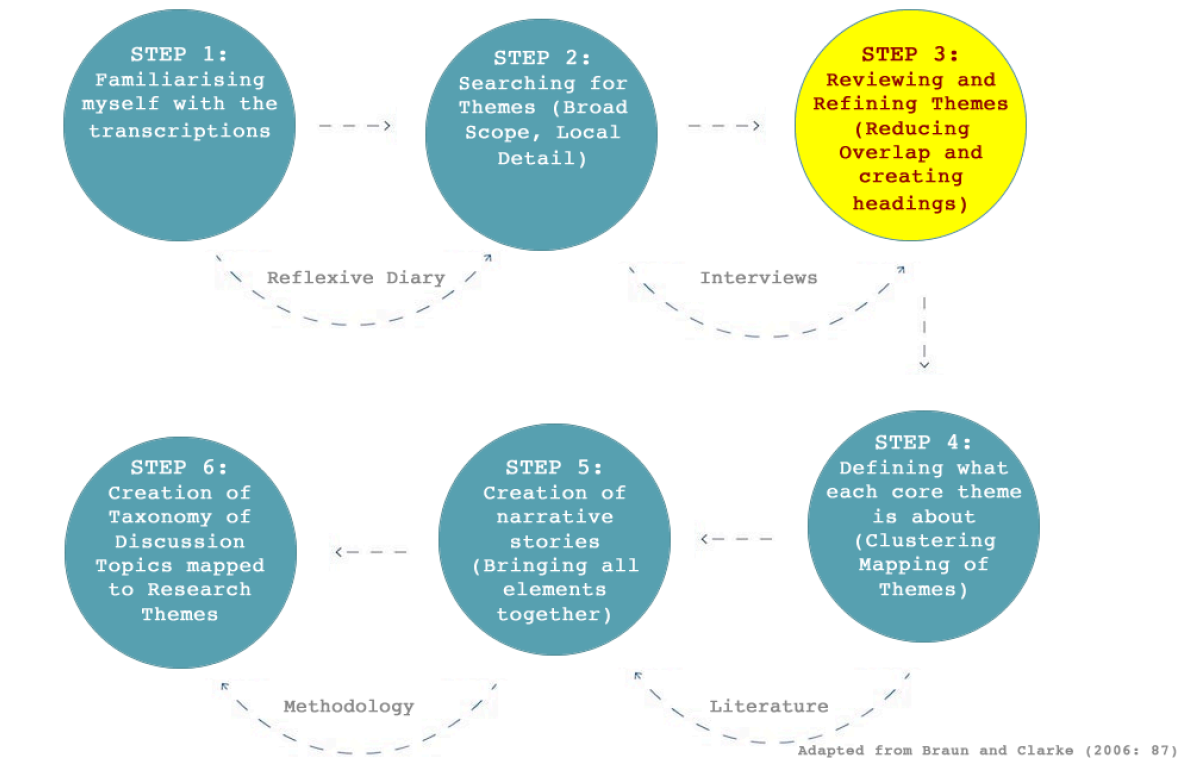 STEP 1:
Familiarising
myself with the
transcriptions
STEP 2:
Searching for
Themes (Broad
Scope, Local
Detail)
STEP 3:
Reviewing and
Refining Themes
(Reducing
Overlap and
creating
headings)
Reflexive Diary
Interviews
STEP 4:
Defining what
each core theme
is about
(Clustering
Mapping of
Themes)
STEP 5:
Creation of
narrative
stories
(Bringing all
elements
together)
STEP 6:
Creation of
Taxonomy of
Discussion
Topics mapped
to Research
Themes
Literature
Methodology
Adapted from Braun and Clarke (2006: 87)